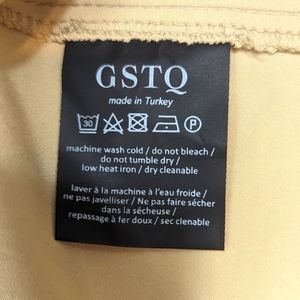 GSTQ
made in Turkey
30 P
machine wash cold / do not bleach /
do not tumble dry /
low heat iron / dry cleanable
laver à la machine à l'eau froide /
ne pas javelliser / Ne pas faire sécher
dans la sécheuse /
repassage à fer doux / sec clenable